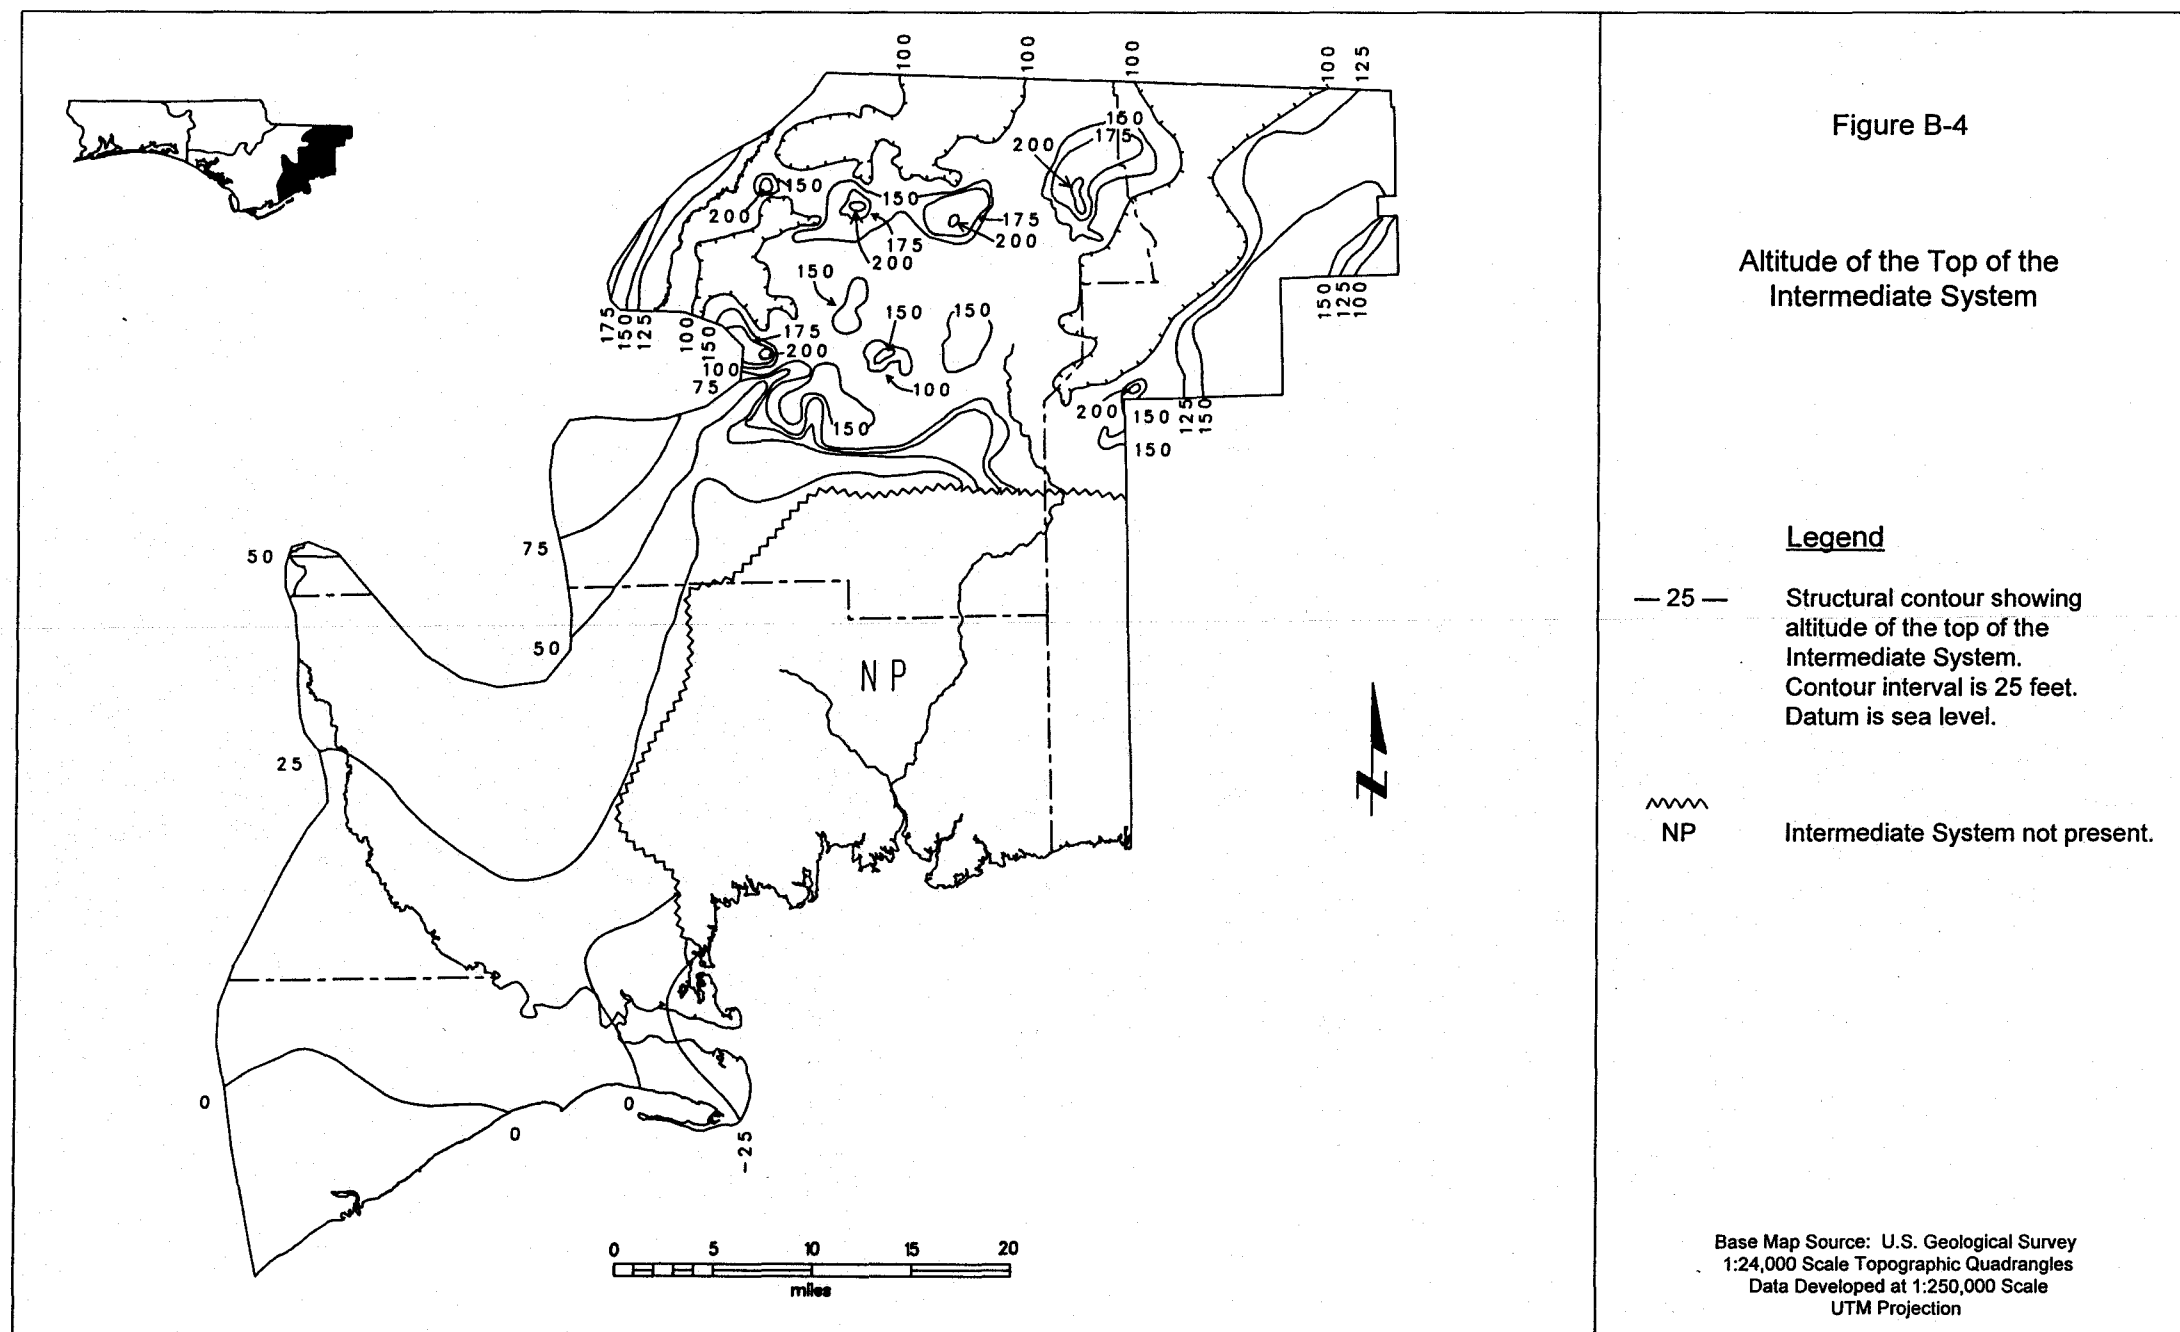 100
100
100
100
125
150
175
200
150
200
150
175
200
175
200
150
150
150
175
150
125
100
150
175
200
100
75
100
150
200
150
150
125
150
150
125
100
75
50
50
25
NP
0
0
0
-25
0 5 10 15 20
miles
Figure B-4
Altitude of the Top of the
Intermediate System
Legend
— 25 — Structural contour showing
altitude of the top of the
Intermediate System.
Contour interval is 25 feet.
Datum is sea level.
NP Intermediate System not present.
Base Map Source: U.S. Geological Survey
1:24,000 Scale Topographic Quadrangles
Data Developed at 1:250,000 Scale
UTM Projection